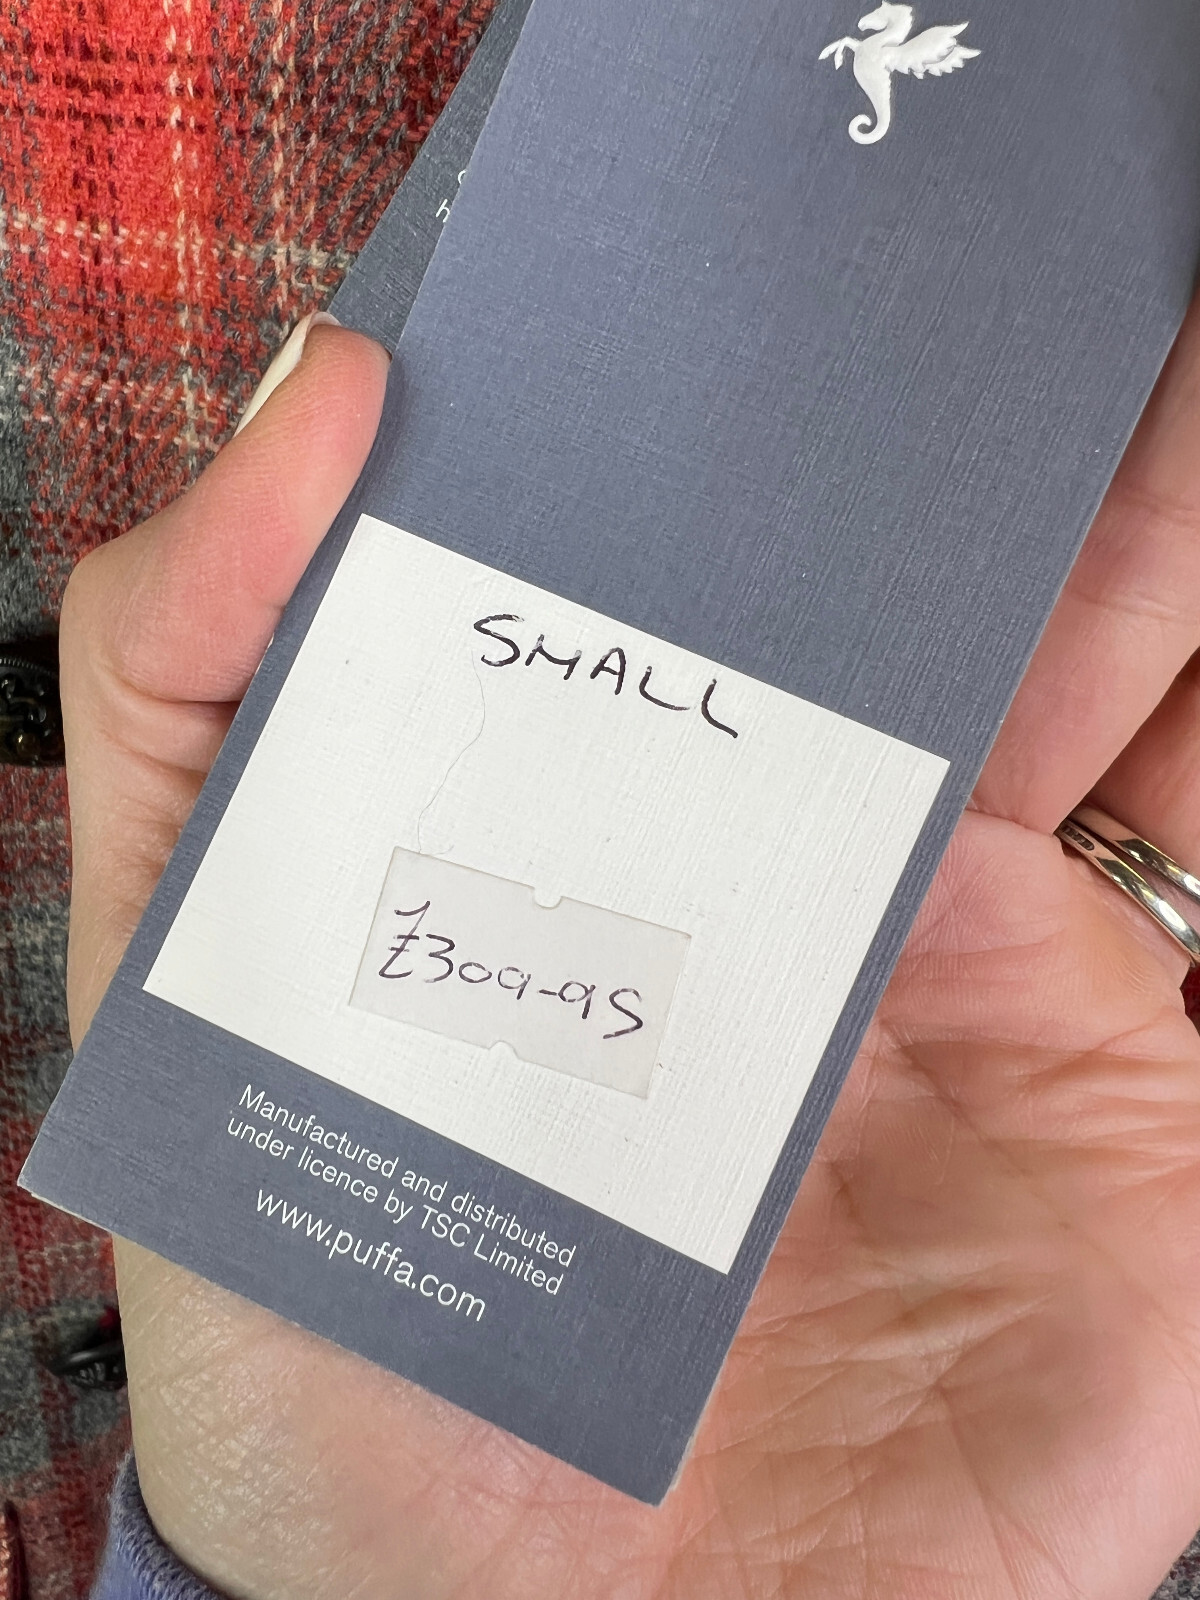 SMALL
£309-95
Manufactured and distributed
under licence by TSC Limited
www.puffa.com